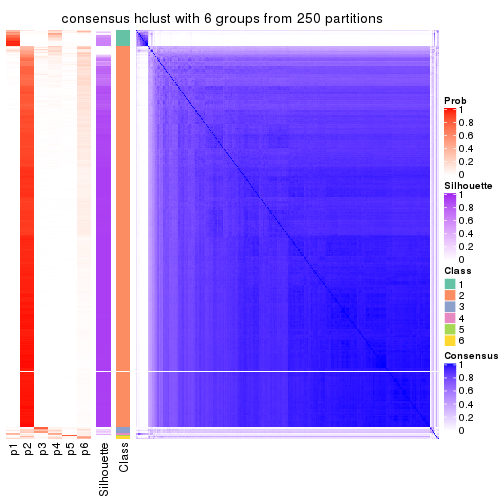 consensus hclust with 6 groups from 250 partitions
Prob
1
0.8
0.6
0.4
0.2
0
Silhouette
1
0.8
0.6
0.4
0.2
0
Class
1
2
3
4
5
6
Consensus
1
0.8
0.6
0.4
0.2
0
p1
p2
p3
p4
p5
p6
Silhouette
Class